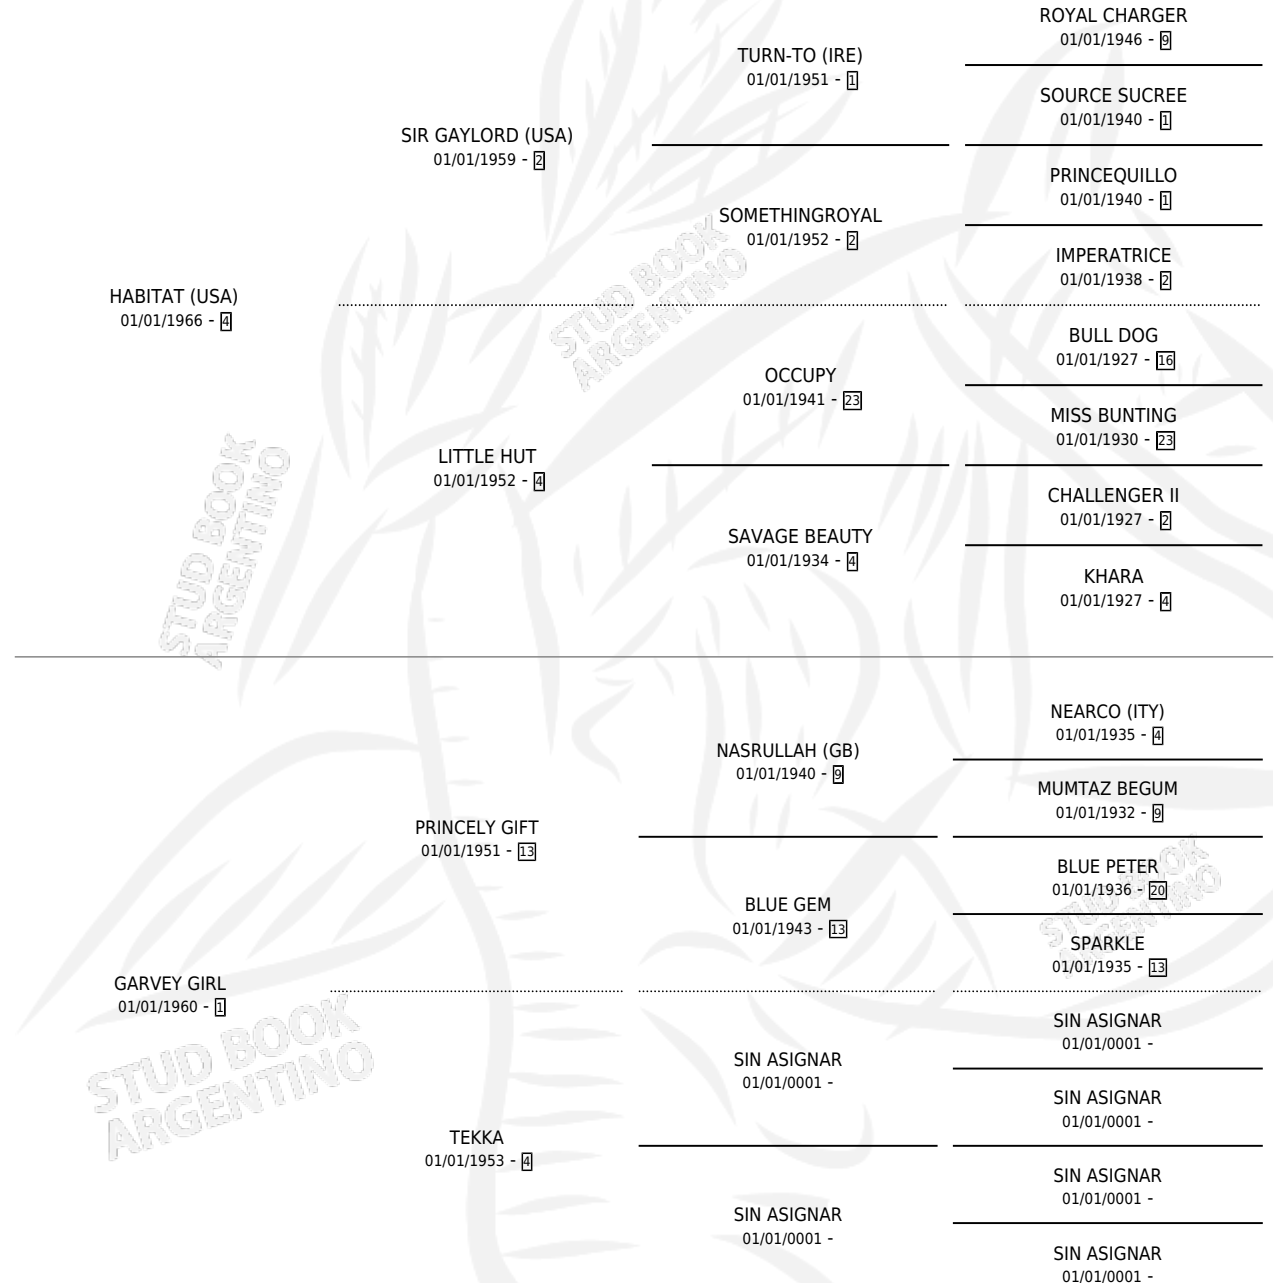 ROYAL CHARGER
01/01/1946 - 9
TURN-TO (IRE)
01/01/1951 - 1
SOURCE SUCREE
01/01/1940 - 1
SIR GAYLORD (USA)
01/01/1959 - 2
PRINCEQUILLO
01/01/1940 - 1
SOMETHINGROYAL
01/01/1952 - 2
IMPERATRICE
01/01/1938 - 2
HABITAT (USA)
01/01/1966 - 4
STUD BOOK
ARGENTINO
BULL DOG
01/01/1927 - 16
OCCUPY
01/01/1941 - 23
MISS BUNTING
01/01/1930 - 23
LITTLE HUT
01/01/1952 - 4
CHALLENGER II
01/01/1927 - 2
SAVAGE BEAUTY
01/01/1934 - 4
KHARA
01/01/1927 - 4
STUD BOOK
ARGENTINO
NEARCO (ITY)
01/01/1935 - 4
NASRULLAH (GB)
01/01/1940 - 9
MUMTAZ BEGUM
01/01/1932 - 9
PRINCELY GIFT
01/01/1951 - 13
BLUE PETER
01/01/1936 - 20
BLUE GEM
01/01/1943 - 13
SPARKLE
01/01/1935 - 13
STUD BOOK
ARGENTINO
GARVEY GIRL
01/01/1960 - 1
SIN ASIGNAR
01/01/0001 -
SIN ASIGNAR
01/01/0001 -
SIN ASIGNAR
01/01/0001 -
STUD BOOK
ARGENTINO
TEKKA
01/01/1953 - 4
SIN ASIGNAR
01/01/0001 -
SIN ASIGNAR
01/01/0001 -
SIN ASIGNAR
01/01/0001 -